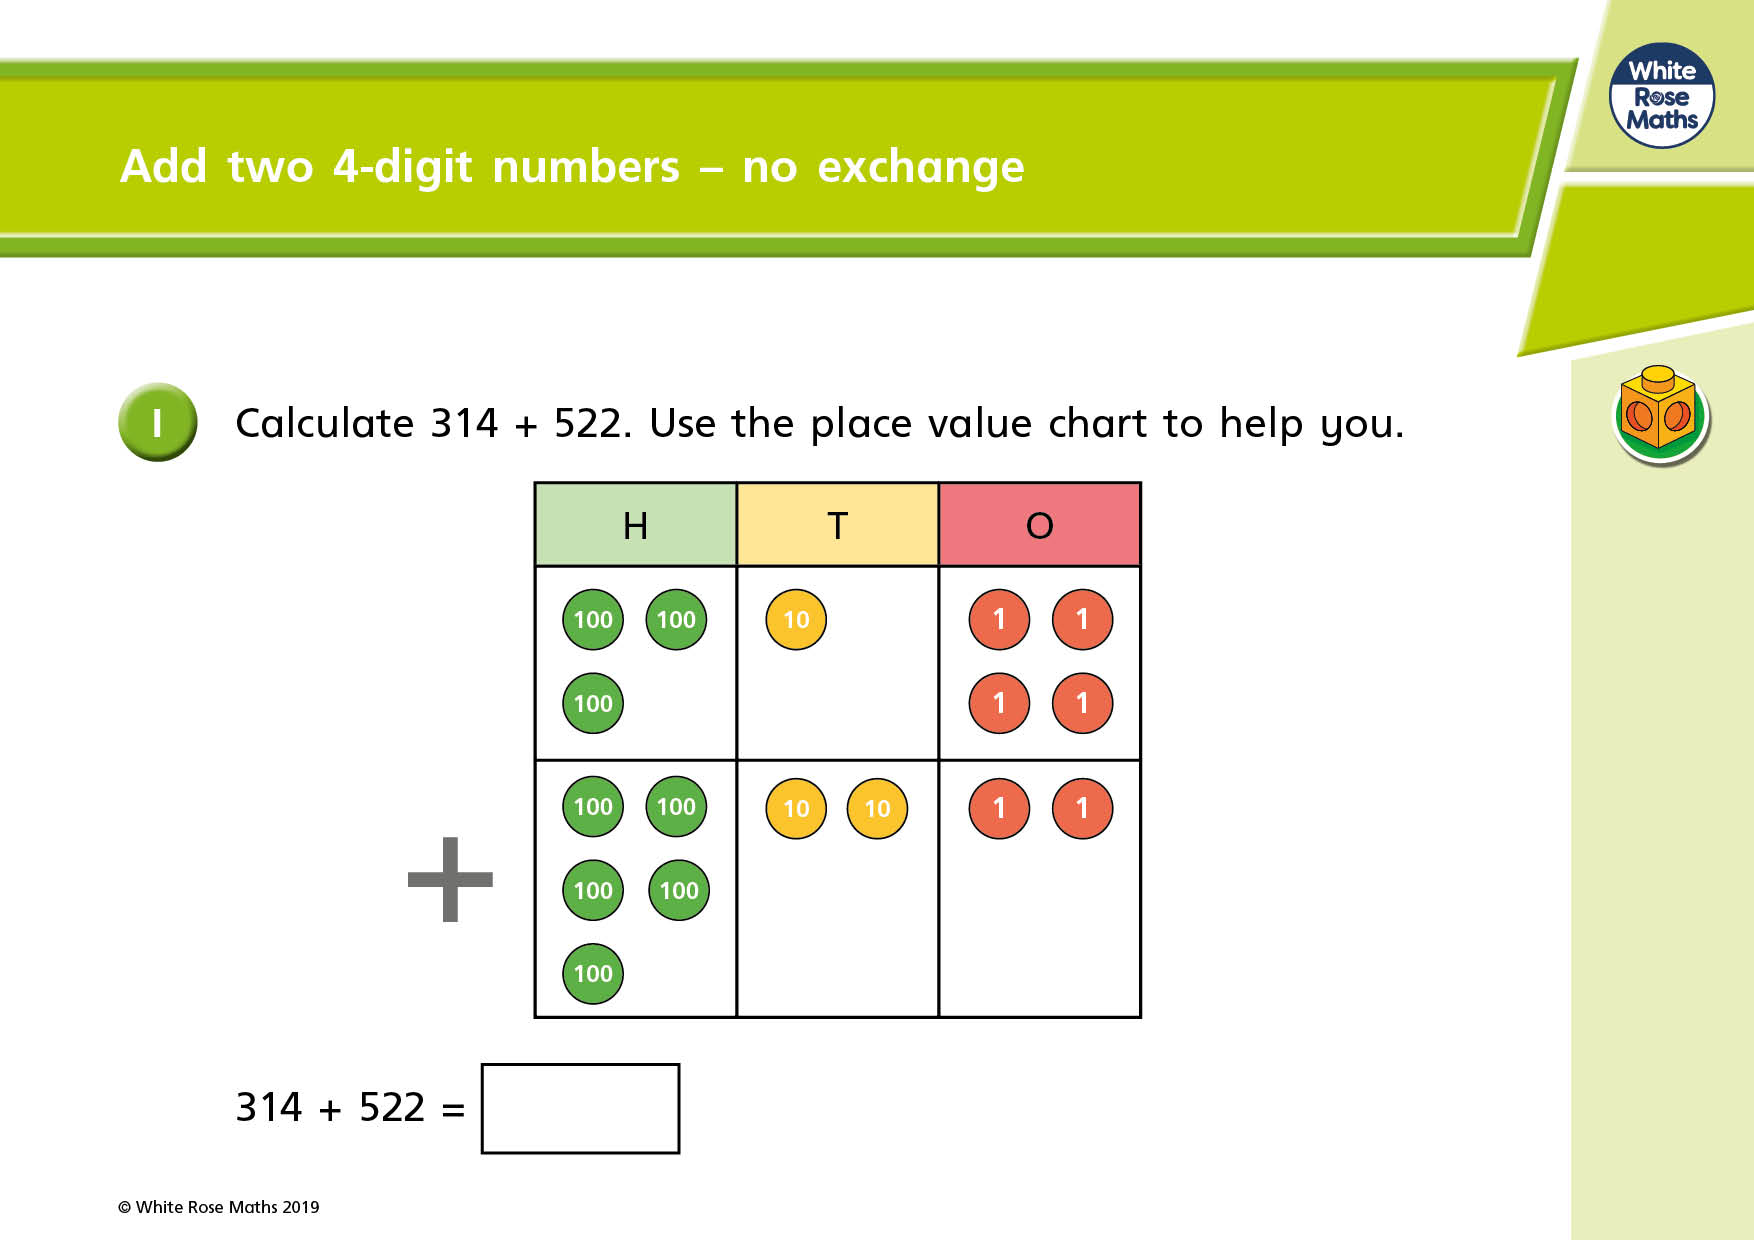 White
Rose
Maths
Add two 4-digit numbers – no exchange
1 Calculate 314 + 522. Use the place value chart to help you.
H T O
100 100 10 1 1
100 1 1
100 100 10 10 1 1
+
100 100
100
314 + 522 =
© White Rose Maths 2019